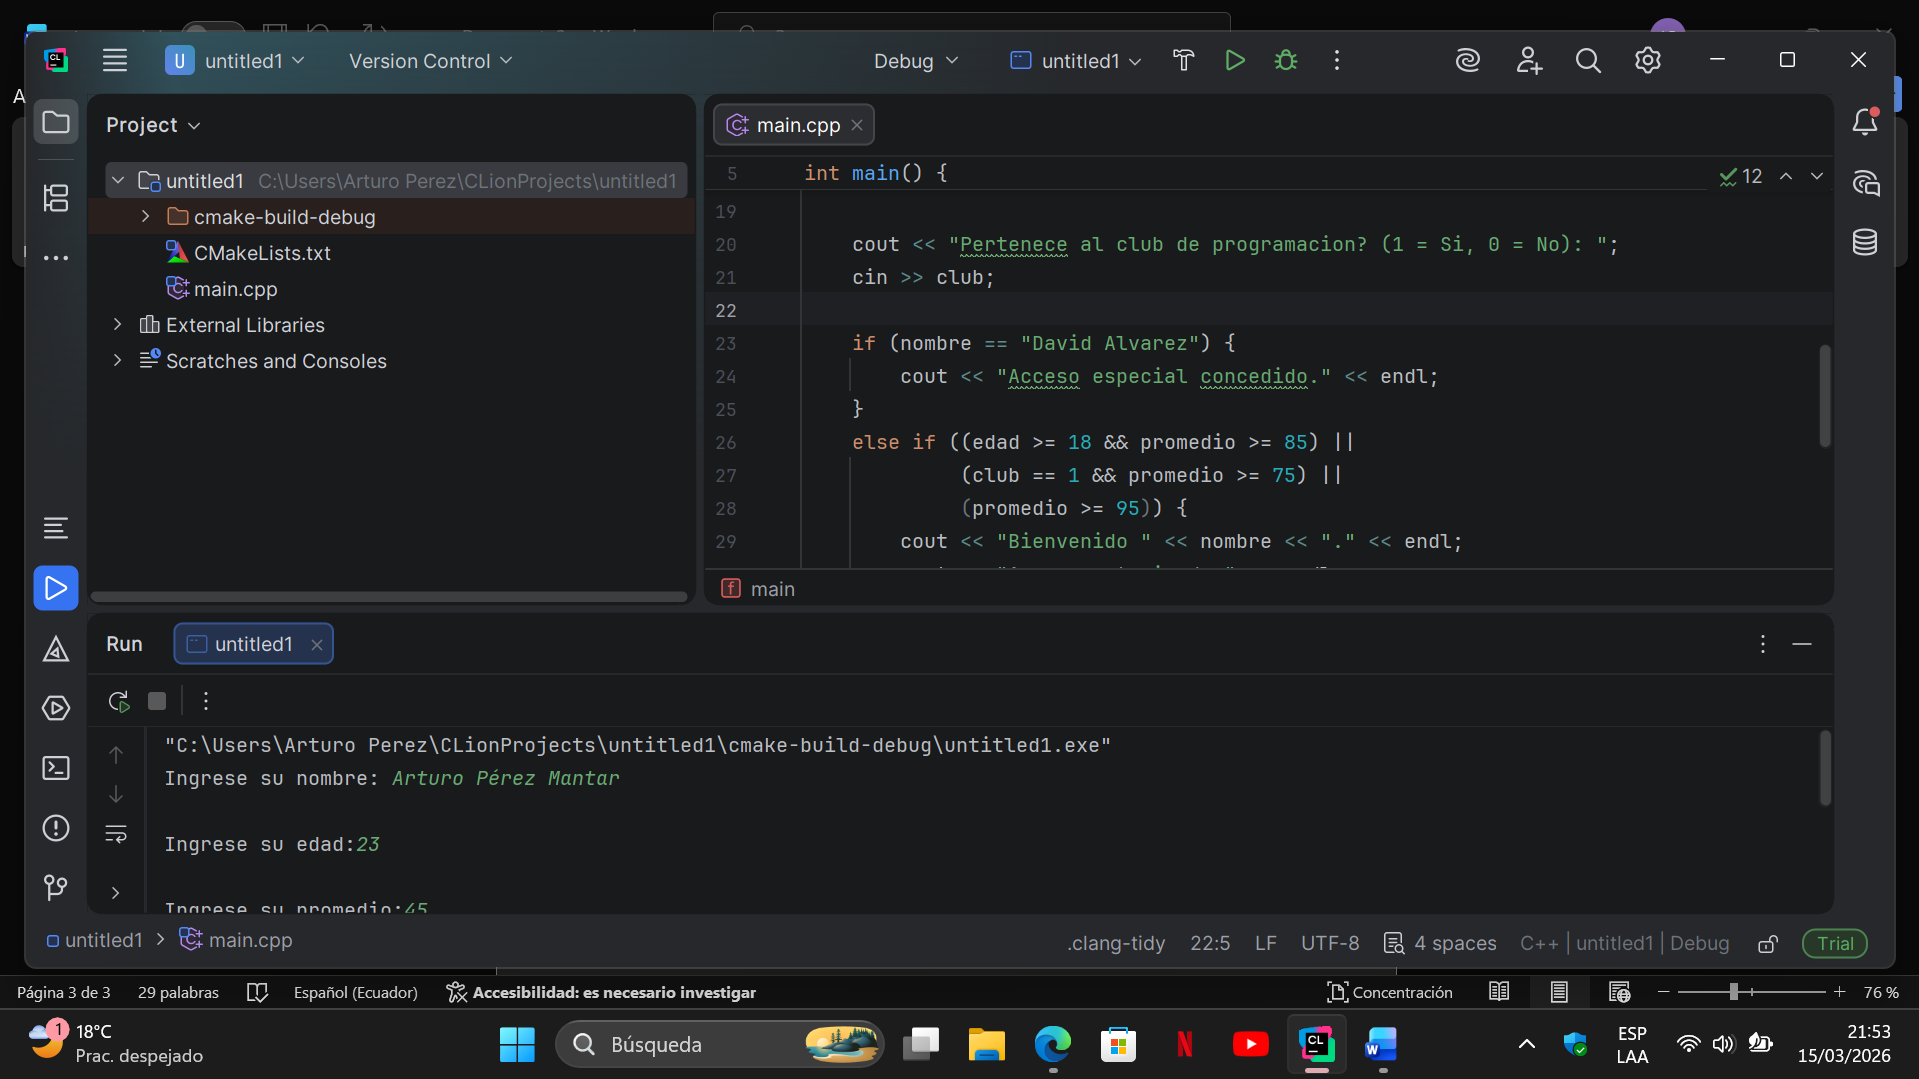 U untitled1
Version Control
Debug
untitled1
A
Project
untitled1 C:\Users\Arturo Perez\CLionProjects\untitled1
cmake-build-debug
CMakeLists.txt
main.cpp
External Libraries
Scratches and Consoles
main.cpp
5 int main() {
12
19
20 cout << "Pertenece al club de programacion? (1 = Si, 0 = No): ";
21 cin >> club;
22
23 if (nombre == "David Alvarez") {
24 cout << "Acceso especial concedido." << endl;
25 }
26 else if ((edad >= 18 && promedio >= 85) ||
27 (club == 1 && promedio >= 75) ||
28 (promedio >= 95)) {
29 cout << "Bienvenido " << nombre << "." << endl;
f main
Run
untitled1
"C:\Users\Arturo Perez\CLionProjects\untitled1\cmake-build-debug\untitled1.exe"
Ingrese su nombre: Arturo Pérez Mantar
Ingrese su edad:23
Ingrese su promedio:45
untitled1 > main.cpp
.clang-tidy 22:5 LF UTF-8 4 spaces C++ | untitled1 | Debug Trial
Página 3 de 3 29 palabras Español (Ecuador) Accesibilidad: es necesario investigar Concentración 76 %
1 18°C
Prac. despejado
Búsqueda
ESP
LAA
21:53
15/03/2026